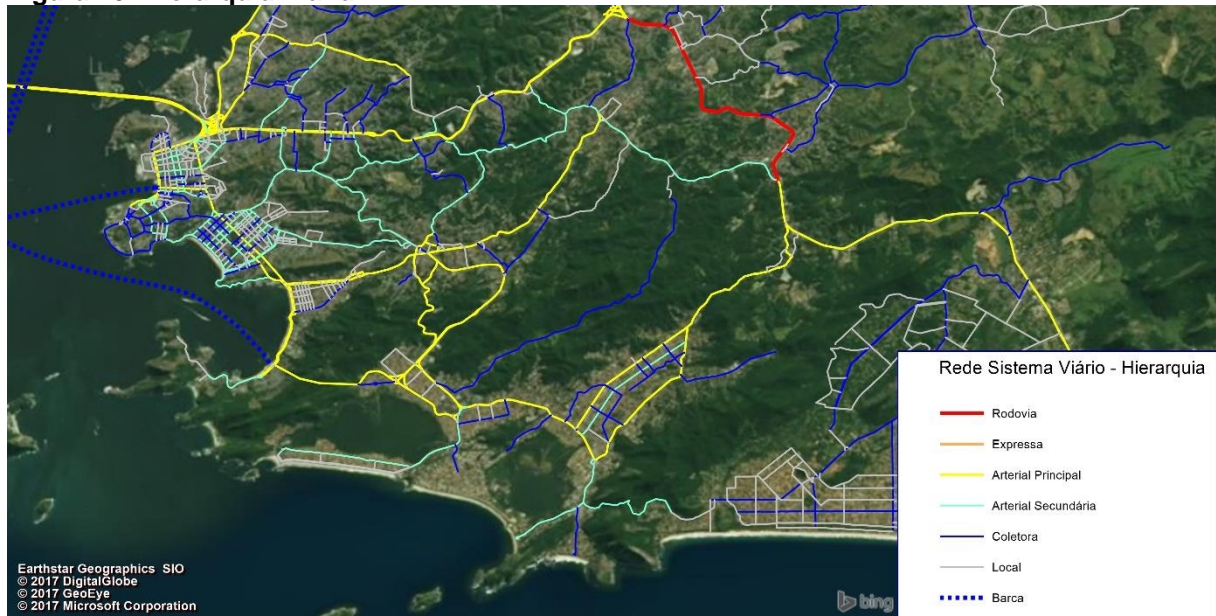 Rede Sistema Viário - Hierarquia
Rodovia
Expressa
Arterial Principal
Arterial Secundária
Coletora
Local
Barca
Earthstar Geographics SIO
© 2017 DigitalGlobe
© 2017 GeoEye
© 2017 Microsoft Corporation
bing